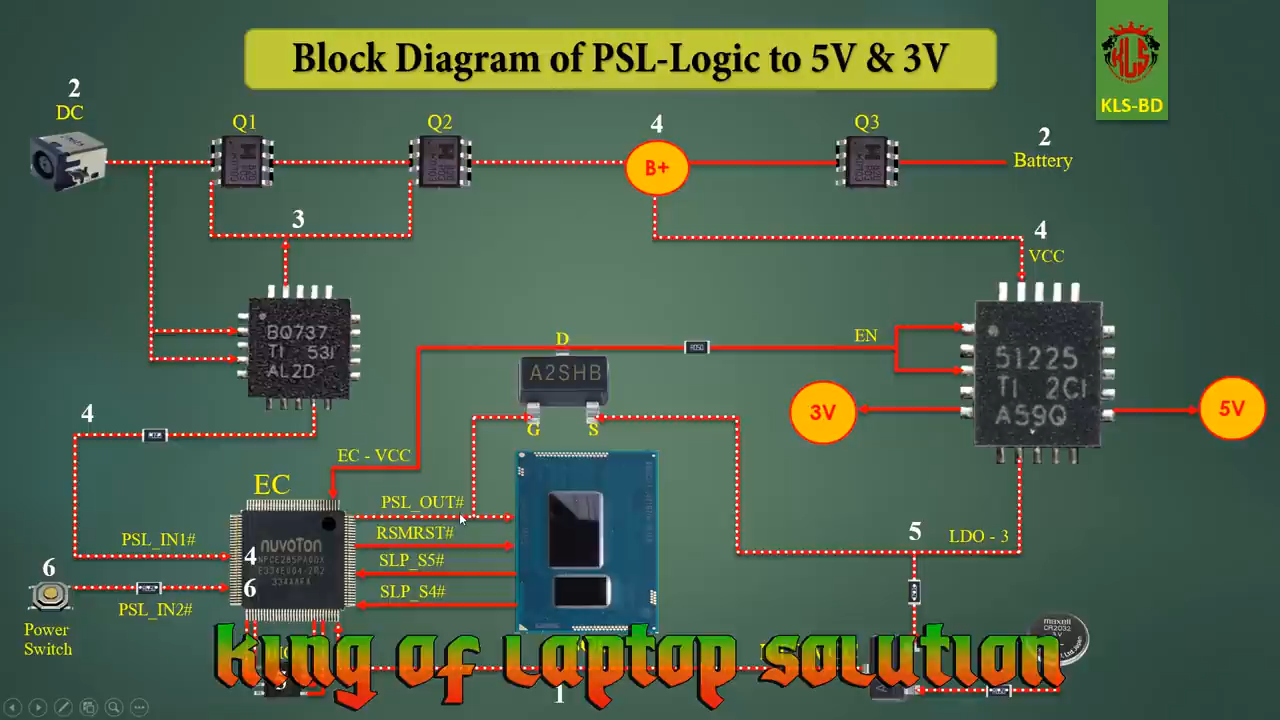 Block Diagram of PSL-Logic to 5V & 3V
KLS
KLS-BD
2
DC
Q1
Q2
4
B+
Q3
2
Battery
3
4
VCC
BQ737
TI 531
AL2D
D
A2SHB
G
S
EN
51225
TI 2CI
A59Q
3V
5V
4
EC - VCC
EC
PSL_OUT#
RSMRST#
SLP_S5#
SLP_S4#
nuvoTon
PSL_IN1#
4
6
6
PSL_IN2#
Power
Switch
5
LDO - 3
maxell
CR2032
King of Laptop Solution
1